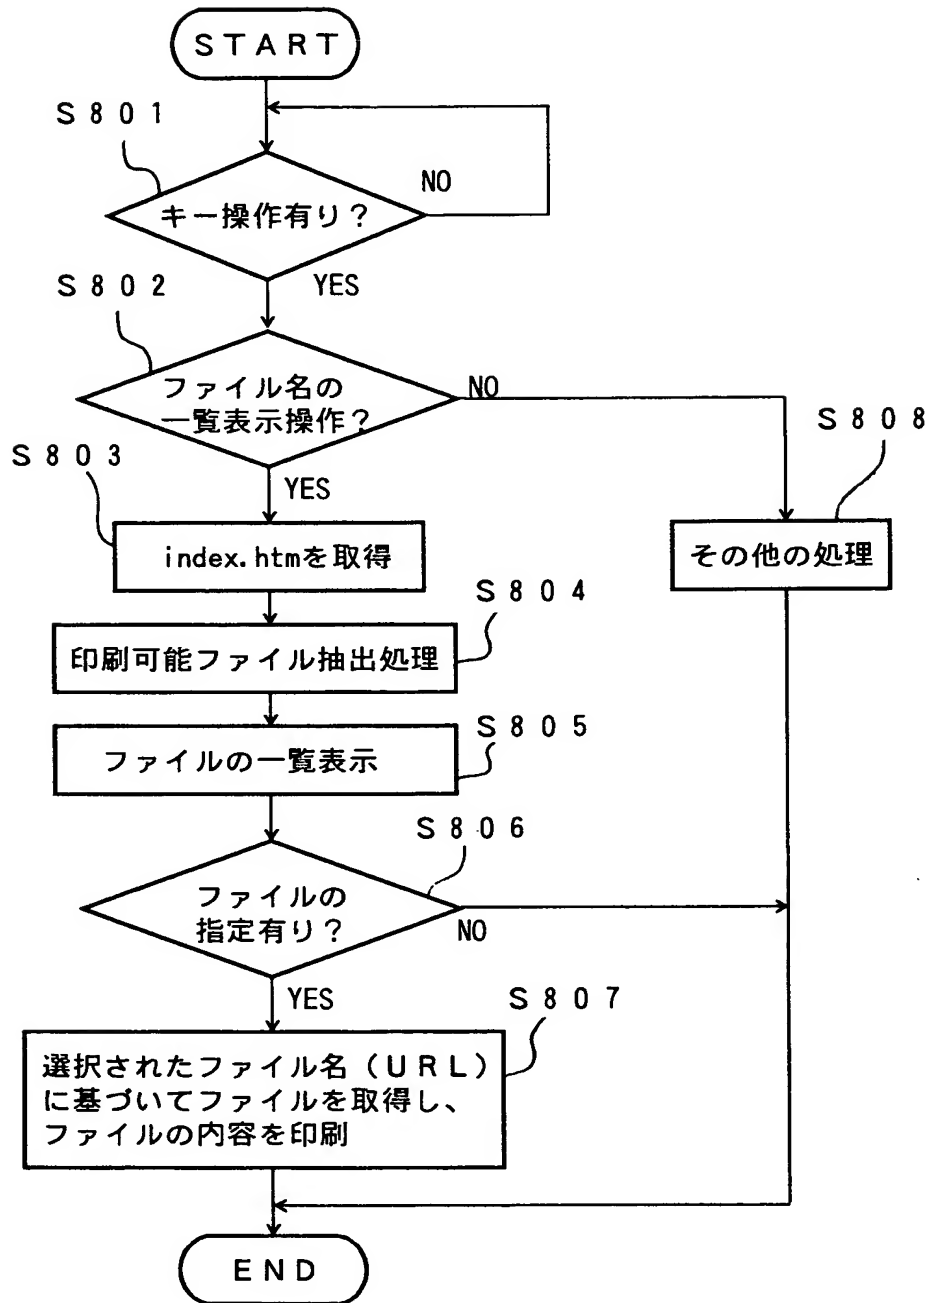 START
S801
キー操作有り?
NO
YES
S802
ファイル名の
一覧表示操作?
NO
YES
S803
index.htmを取得
S808
その他の処理
S804
印刷可能ファイル抽出処理
S805
ファイルの一覧表示
S806
ファイルの
指定有り?
NO
YES
S807
選択されたファイル名(URL)
に基づいてファイルを取得し、
ファイルの内容を印刷
END